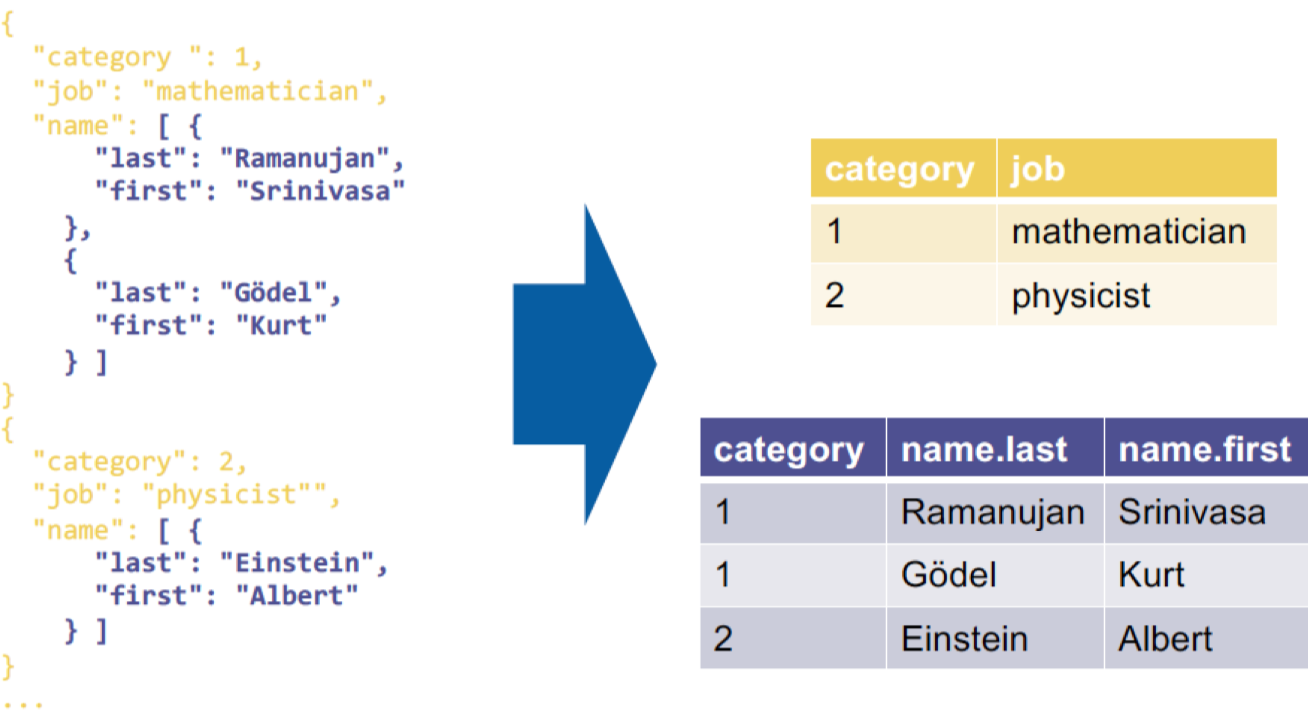 {
"category ": 1,
"job": "mathematician",
"name": [ {
"last": "Ramanujan",
"first": "Srinivasa"
},
{
"last": "Gödel",
"first": "Kurt"
} ]
}
{
"category": 2,
"job": "physicist"",
"name": [ {
"last": "Einstein",
"first": "Albert"
} ]
}
...
category job
1 mathematician
2 physicist
category name.last name.first
1 Ramanujan Srinivasa
1 Gödel Kurt
2 Einstein Albert